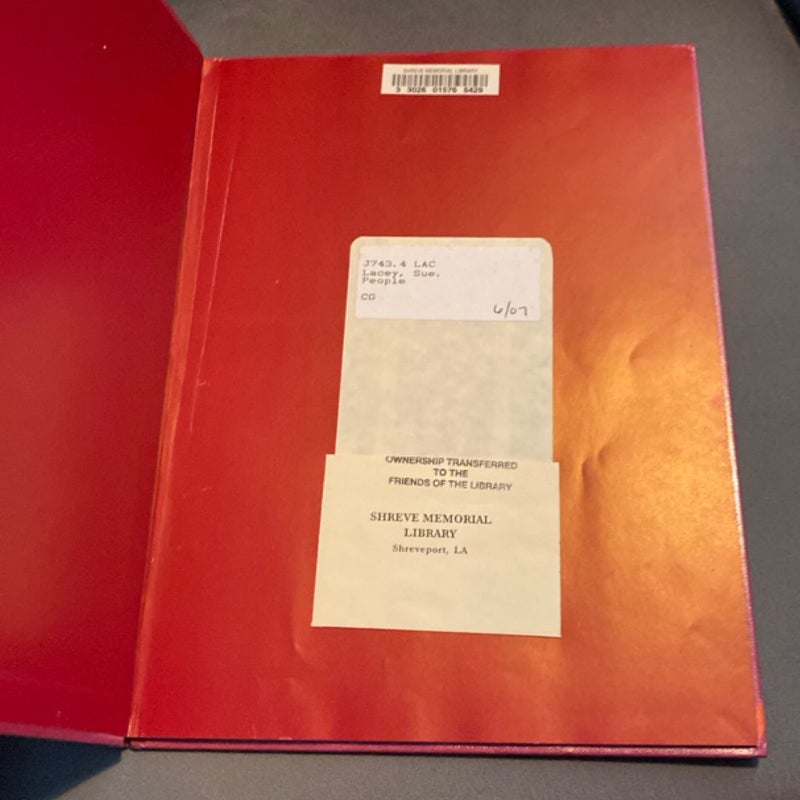 SHREVE MEMORIAL LIBRARY
3 3026 01576 5429
J743.4 LAC
Lacey, Sue.
People
CG
6/07
OWNERSHIP TRANSFERRED
TO THE
FRIENDS OF THE LIBRARY
SHREVE MEMORIAL
LIBRARY
Shreveport, LA